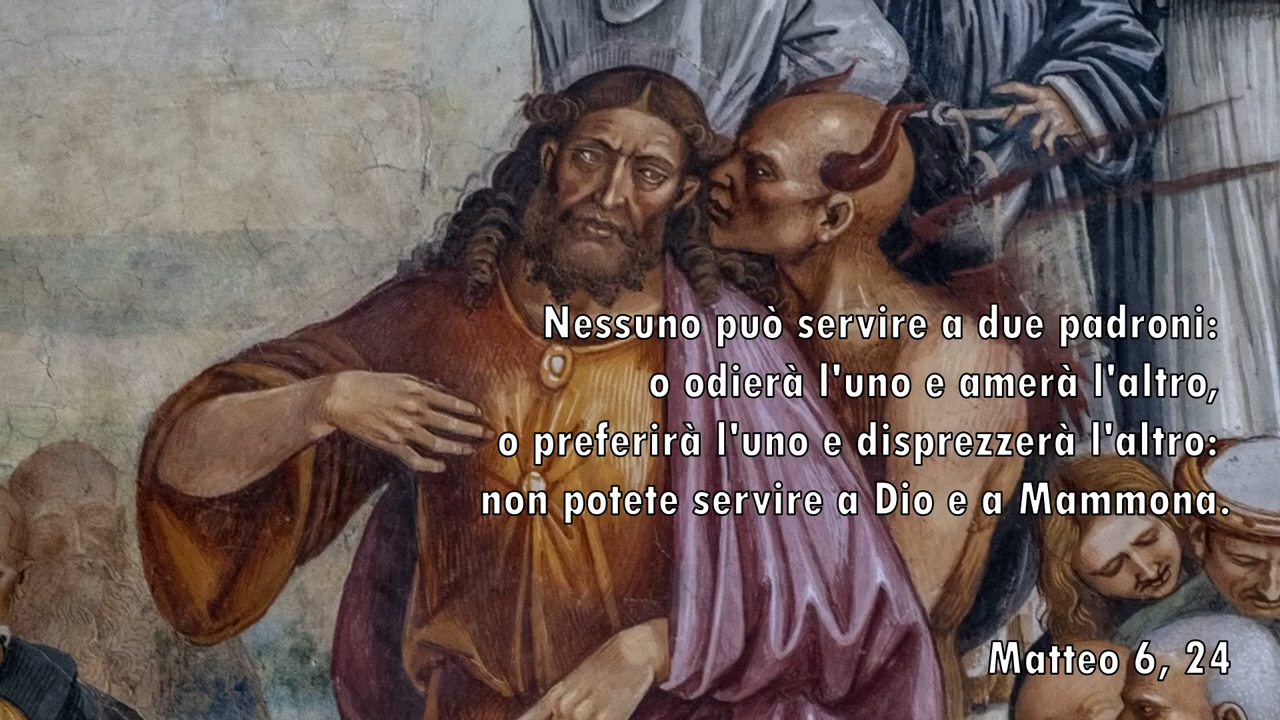 Nessuno può servire a due padroni:
o odierà l'uno e amerà l'altro,
o preferirà l'uno e disprezzerà l'altro:
non potete servire a Dio e a Mammona.
Matteo 6, 24